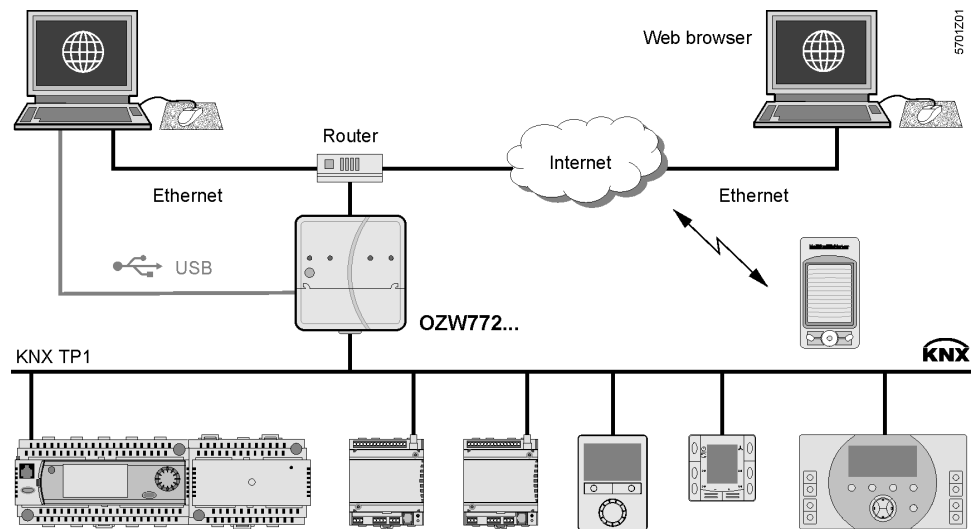 Web browser
5701Z01
Router
Internet
Ethernet
Ethernet
USB
OZW772...
KNX TP1
KNX